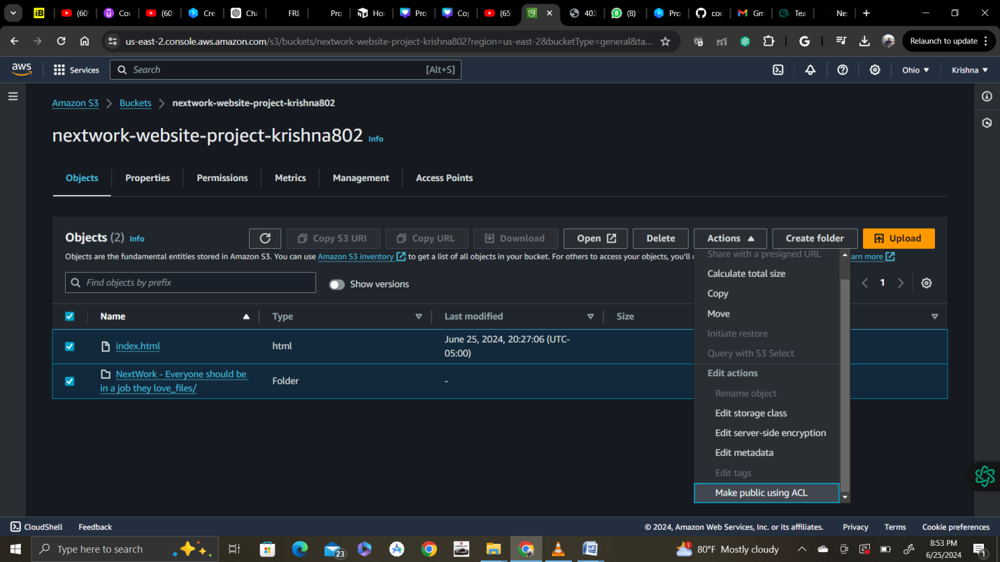 iB
(60
Cou
(60
Cre
Cha
FRE
Pro
Hos
Pro
Cop
(65
403
(8)
Pro
coc
Gm
Tea
Nex
us-east-2.console.aws.amazon.com/s3/buckets/nextwork-website-project-krishna802?region=us-east-2&bucketType=general&ta...
Relaunch to update
aws
Services
Search
[Alt+S]
Ohio
Krishna
Amazon S3
Buckets
nextwork-website-project-krishna802
nextwork-website-project-krishna802 Info
Objects
Properties
Permissions
Metrics
Management
Access Points
Objects (2) Info
Copy S3 URI
Copy URL
Download
Open
Delete
Actions
Create folder
Upload
Objects are the fundamental entities stored in Amazon S3. You can use Amazon S3 inventory to get a list of all objects in your bucket. For others to access your objects, you'll
arn more
Find objects by prefix
Show versions
1
Name
Type
Last modified
Size
index.html
html
June 25, 2024, 20:27:06 (UTC-
05:00)
NextWork - Everyone should be
in a job they love_files/
Folder
-
Share with a presigned URL
Calculate total size
Copy
Move
Initiate restore
Query with S3 Select
Edit actions
Rename object
Edit storage class
Edit server-side encryption
Edit metadata
Edit tags
Make public using ACL
CloudShell
Feedback
© 2024, Amazon Web Services, Inc. or its affiliates.
Privacy
Terms
Cookie preferences
Type here to search
23
1
80°F Mostly cloudy
8:53 PM
6/25/2024
1